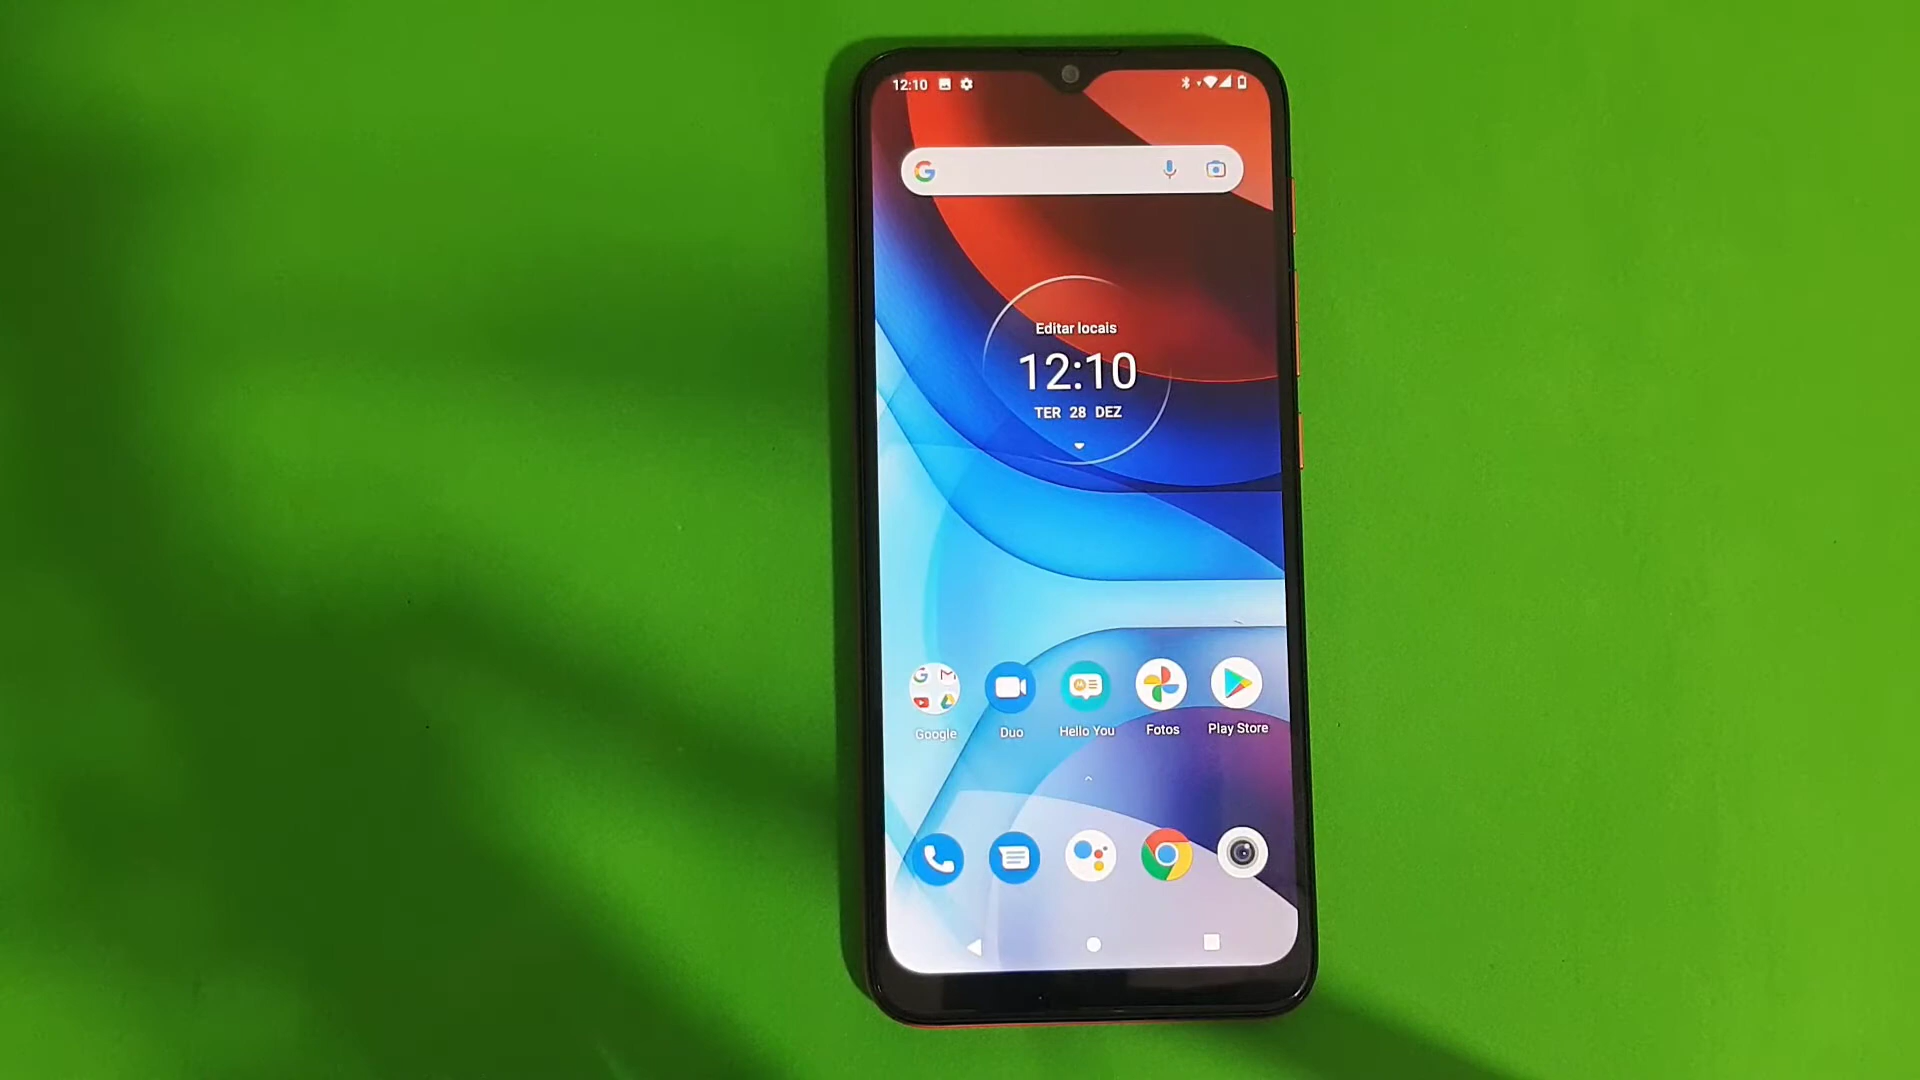 12:10
Editar locais
12:10
TER 28 DEZ
Google
Duo
Hello You
Fotos
Play Store